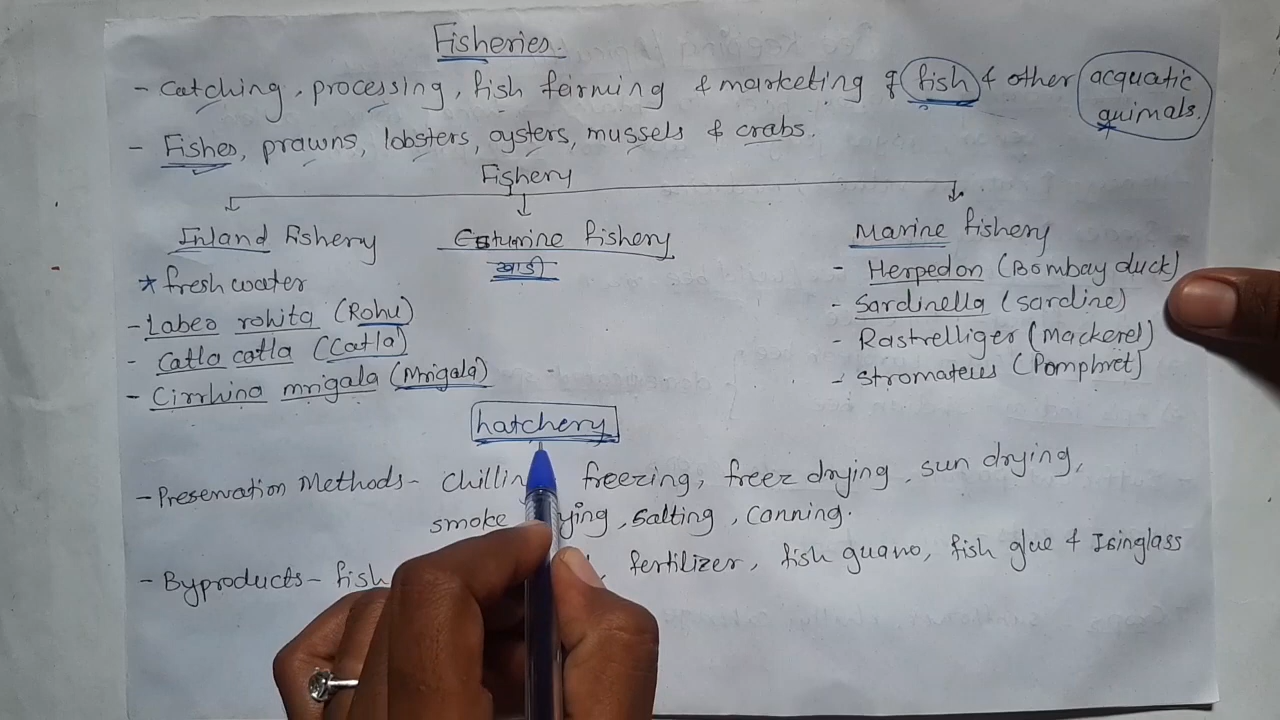 Fisheries.
- Catching, processing, fish farming & marketing of fish & other acquatic animals.
- Fishes, prawns, lobsters, oysters, mussels & crabs.
Fishery
Inland Fishery
* fresh water
- Labeo rohita (Rohu)
- Catla catla (Catla)
- Cirrhina mrigala (Mrigala)
Esturine fishery
खाडी
Marine fishery
- Herpedon (Bombay duck)
- Sardinella (Sardine)
- Rastrelliger (Mackerel)
- Stromateus (Pomphret)
hatchery
- Preservation Methods - chilling freezing, freez drying, sun drying,
smoke , salting, canning.
- Byproducts - fish , fertilizer, fish guano, fish glue & Isinglass